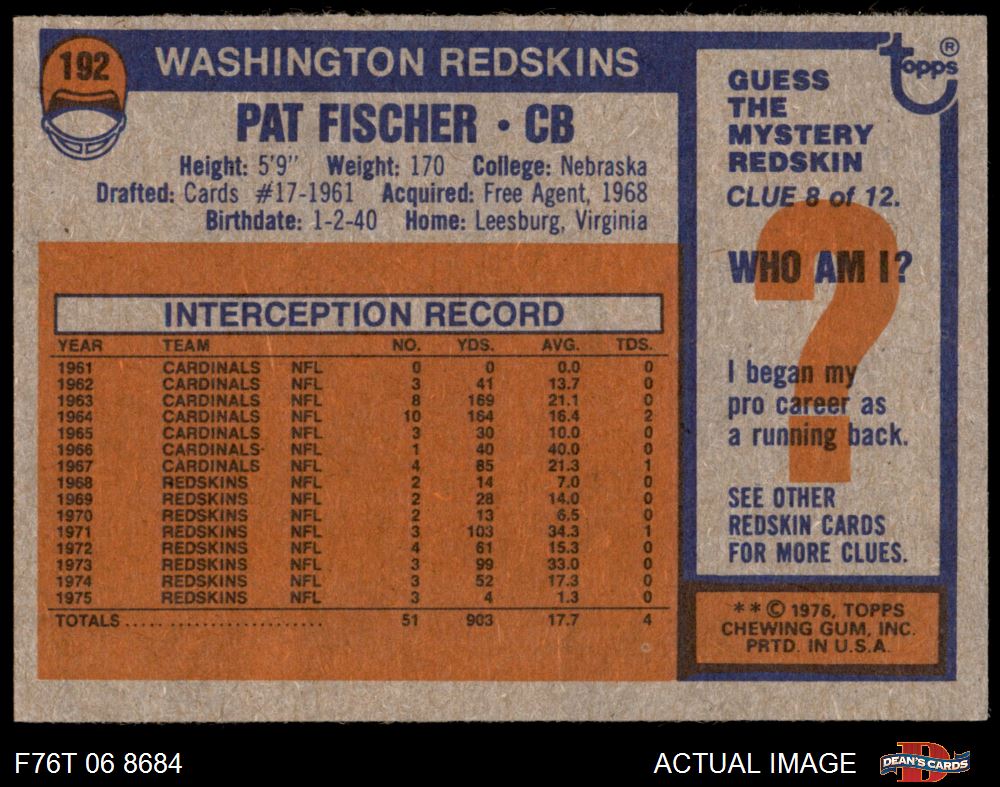 192
WASHINGTON REDSKINS
PAT FISCHER • CB
Height: 5'9" Weight: 170 College: Nebraska
Drafted: Cards #17-1961 Acquired: Free Agent, 1968
Birthdate: 1-2-40 Home: Leesburg, Virginia
INTERCEPTION RECORD
YEAR TEAM NO. YDS. AVG. TDS.
1961 CARDINALS NFL 0 0 0.0 0
1962 CARDINALS NFL 3 41 13.7 0
1963 CARDINALS NFL 8 169 21.1 0
1964 CARDINALS NFL 10 164 16.4 2
1965 CARDINALS NFL 3 30 10.0 0
1966 CARDINALS- NFL 1 40 40.0 0
1967 CARDINALS NFL 4 85 21.3 1
1968 REDSKINS NFL 2 14 7.0 0
1969 REDSKINS NFL 2 28 14.0 0
1970 REDSKINS NFL 2 13 6.5 0
1971 REDSKINS NFL 3 103 34.3 1
1972 REDSKINS NFL 4 61 15.3 0
1973 REDSKINS NFL 3 99 33.0 0
1974 REDSKINS NFL 3 52 17.3 0
1975 REDSKINS NFL 3 4 1.3 0
TOTALS..... ................... 51 903 17.7 4
topps ®
GUESS
THE
MYSTERY
REDSKIN
CLUE 8 of 12.
?
WHO AM I?
I began my
pro career as
a running back.
SEE OTHER
REDSKIN CARDS
FOR MORE CLUES.
** © 1976, TOPPS
CHEWING GUM, INC.
PRTD. IN U.S.A.
F76T 06 8684
ACTUAL IMAGE
D
DEAN'S CARDS